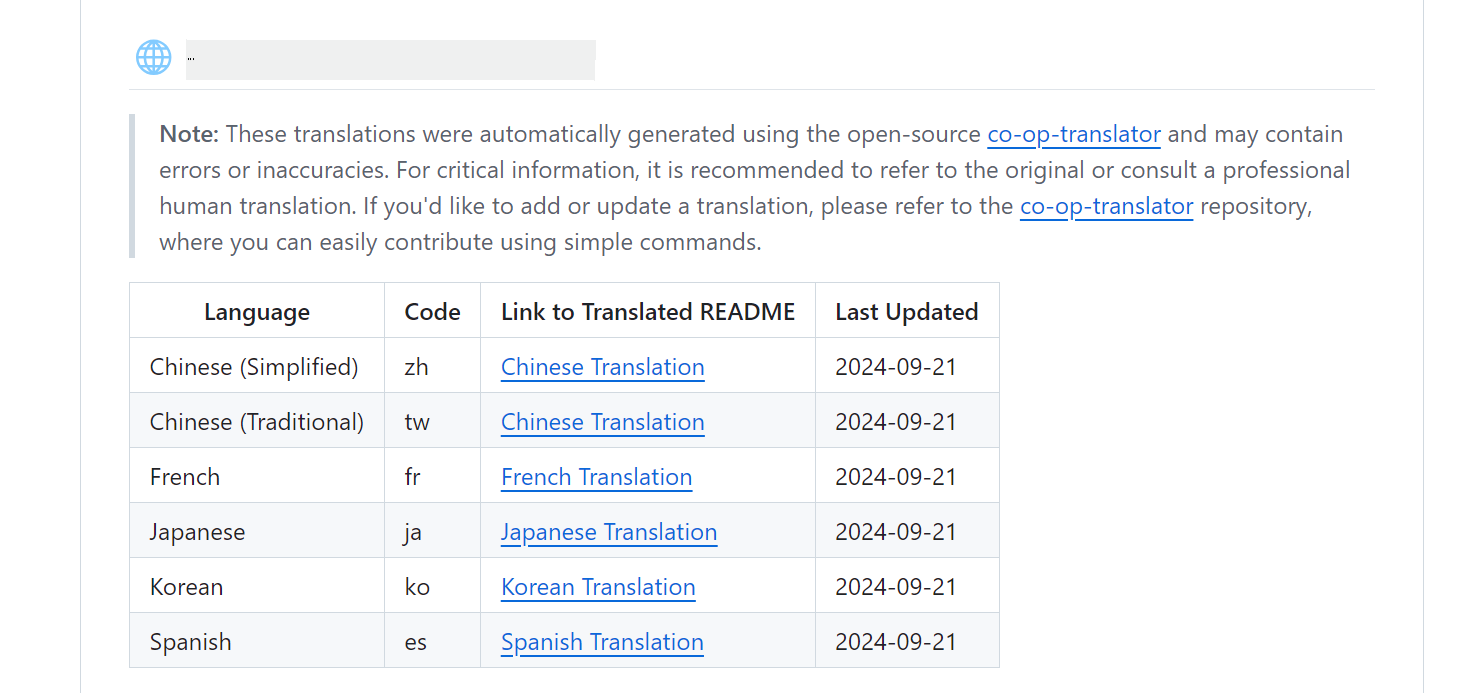 ...
Note: These translations were automatically generated using the open-source co-op-translator and may contain
errors or inaccuracies. For critical information, it is recommended to refer to the original or consult a professional
human translation. If you'd like to add or update a translation, please refer to the co-op-translator repository,
where you can easily contribute using simple commands.
Language Code Link to Translated README Last Updated
Chinese (Simplified) zh Chinese Translation 2024-09-21
Chinese (Traditional) tw Chinese Translation 2024-09-21
French fr French Translation 2024-09-21
Japanese ja Japanese Translation 2024-09-21
Korean ko Korean Translation 2024-09-21
Spanish es Spanish Translation 2024-09-21